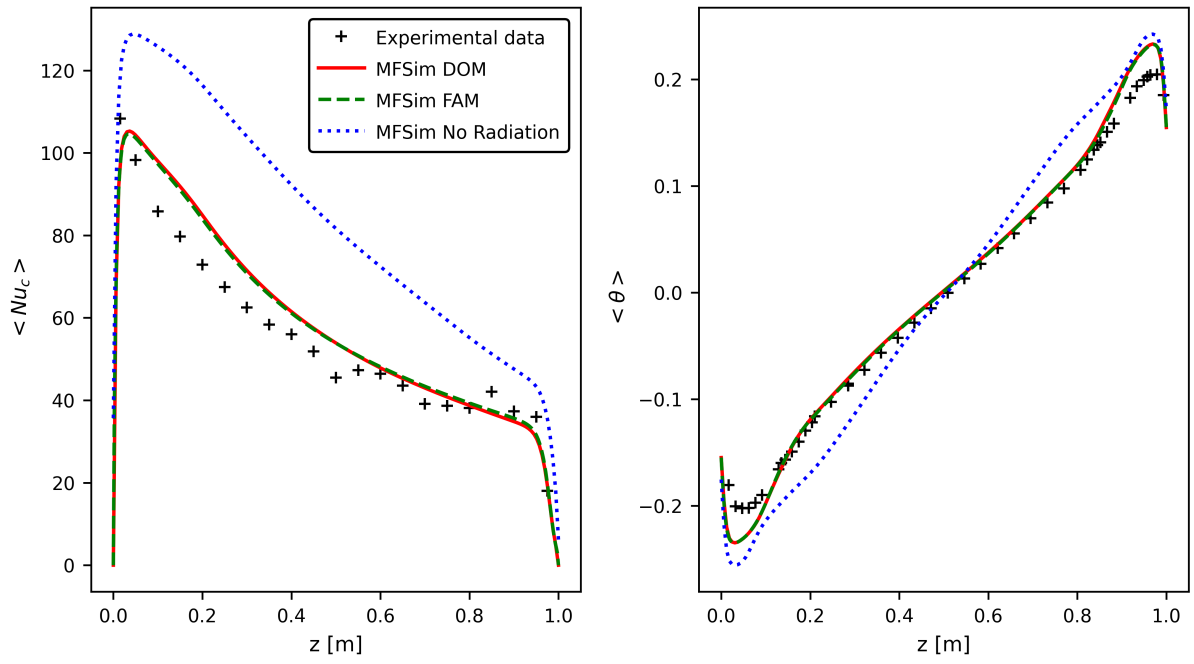 Experimental data
MFSim DOM
MFSim FAM
MFSim No Radiation
< Nu_c >
120
100
80
60
40
20
0
0.0 0.2 0.4 0.6 0.8 1.0
z [m]
< θ >
0.2
0.1
0.0
−0.1
−0.2
0.0 0.2 0.4 0.6 0.8 1.0
z [m]